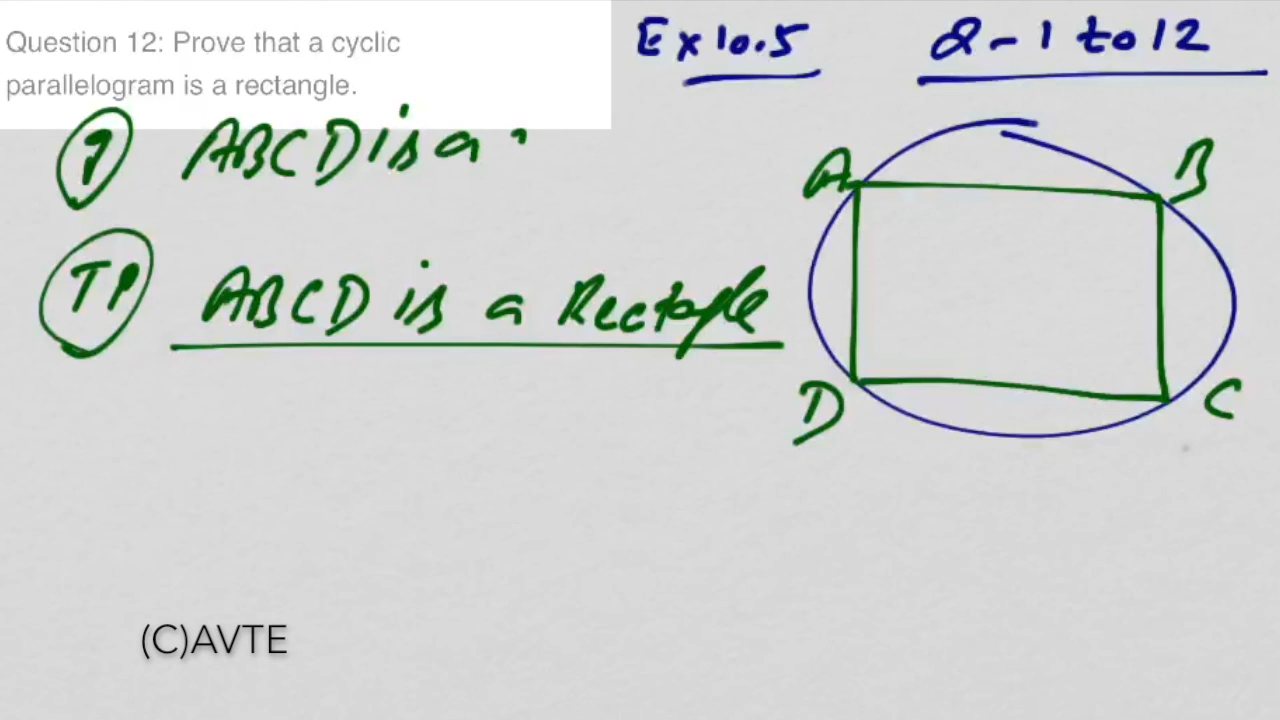 Question 12: Prove that a cyclic
parallelogram is a rectangle.
Ex 10.5 Q-1 to 12
ABCD is a
TP ABCD is a Rectagle
A B
D C
(C)AVTE